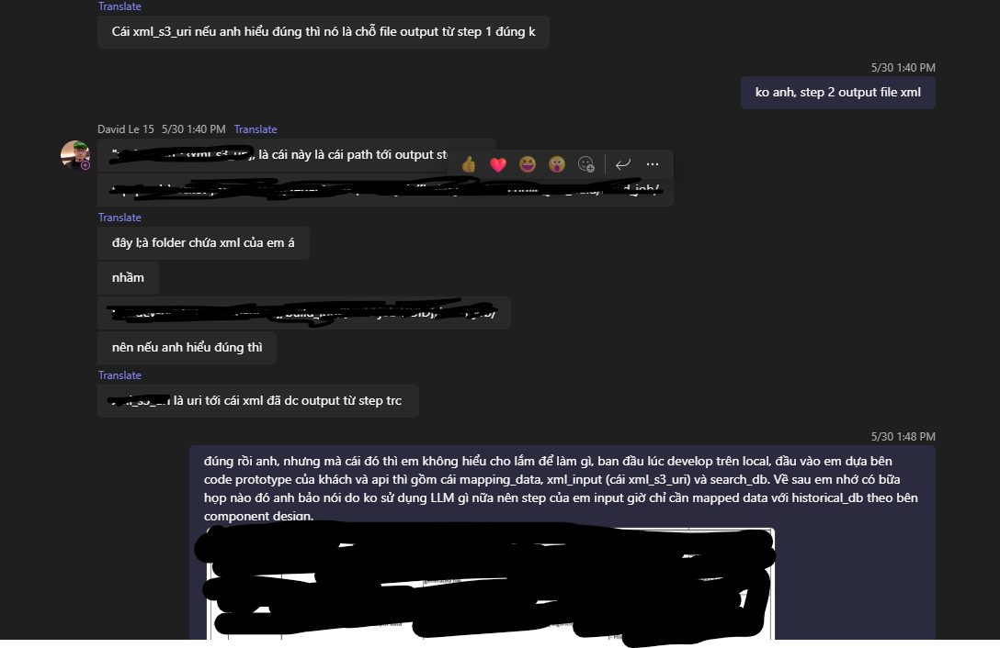 Translate
Cái xml_s3_uri nếu anh hiểu đúng thì nó là chỗ file output từ step 1 đúng k
5/30 1:40 PM
ko anh, step 2 output file xml
David Le 15 5/30 1:40 PM Translate
là cái này là cái path tới output
Translate
đây l;à folder chứa xml của em á
nhầm
nên nếu anh hiểu đúng thì
Translate
là uri tới cái xml đã dc output từ step trc
5/30 1:48 PM
đúng rồi anh, nhưng mà cái đó thì em không hiểu cho lắm để làm gì, ban đầu lúc develop trên local, đầu vào em dựa bên
code prototype của khách và api thì gồm cái mapping_data, xml_input (cái xml_s3_uri) và search_db. Về sau em nhớ có bữa
họp nào đó anh bảo nói do ko sử dụng LLM gì nữa nên step của em input giờ chỉ cần mapped data với historical_db theo bên
component design.